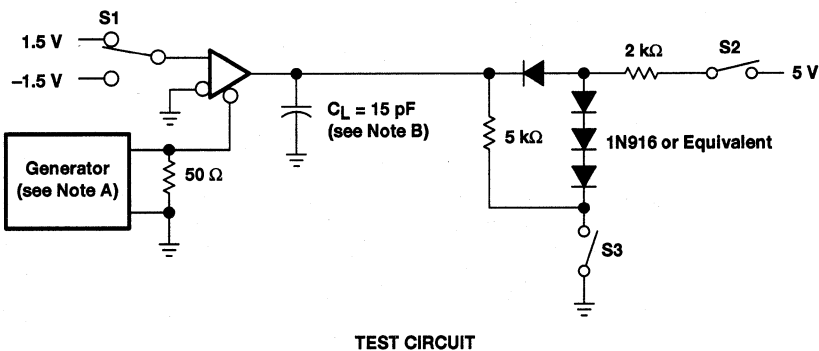 S1
1.5 V
–1.5 V
2 kΩ
S2
5 V
CL = 15 pF
(see Note B)
5 kΩ
1N916 or Equivalent
Generator
(see Note A)
50 Ω
S3
TEST CIRCUIT